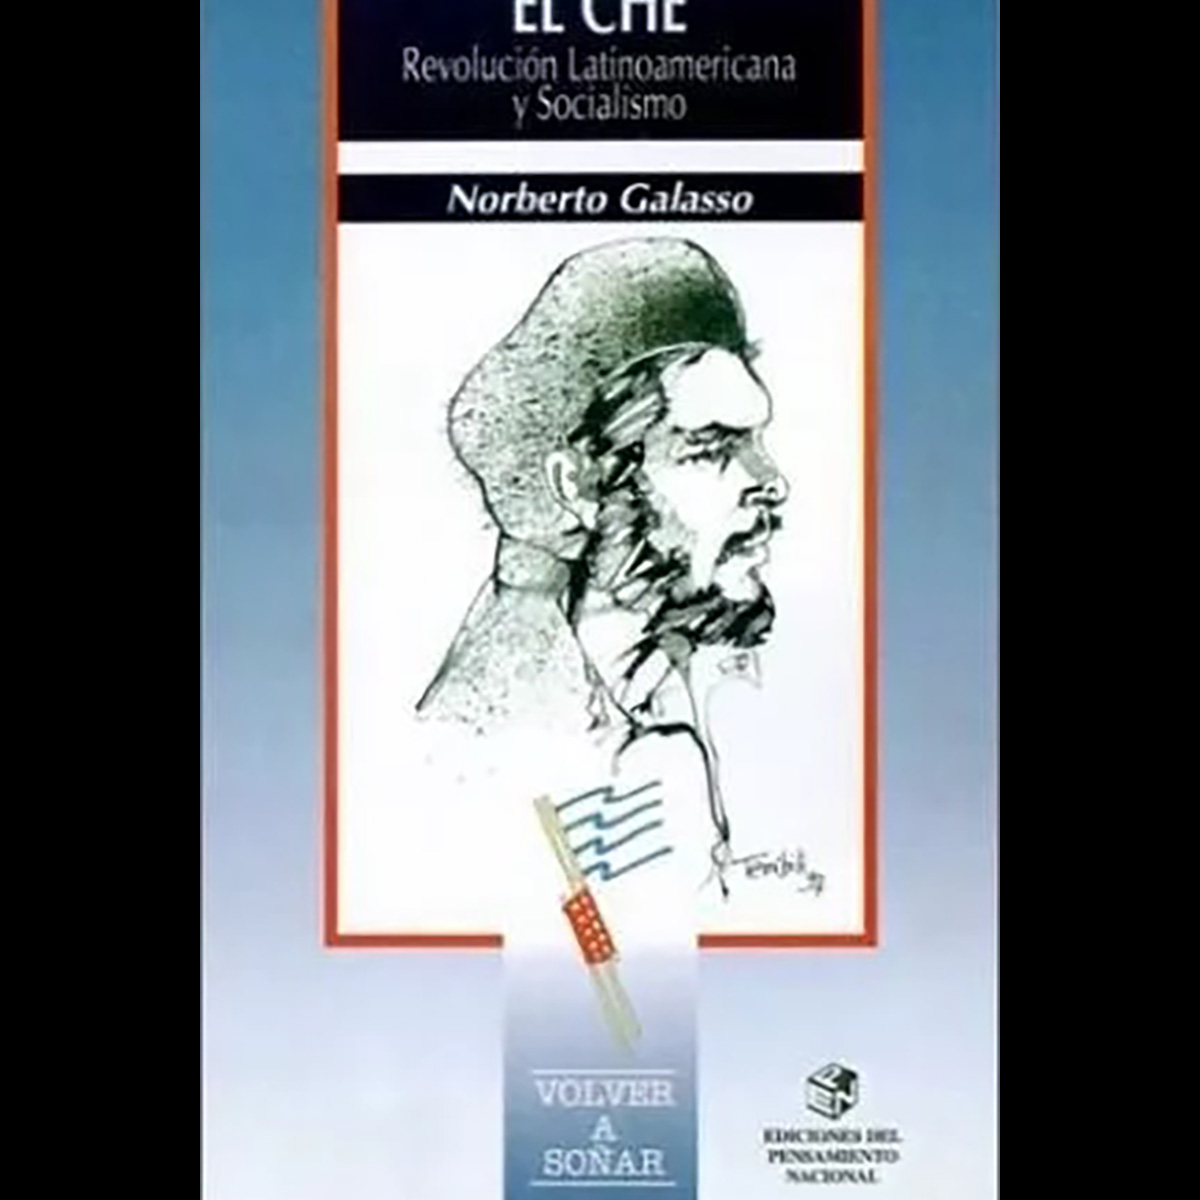 EL CHE
Revolución Latinoamericana
y Socialismo
Norberto Galasso
VOLVER
A
SOÑAR
EDICIONES DEL
PENSAMIENTO
NACIONAL